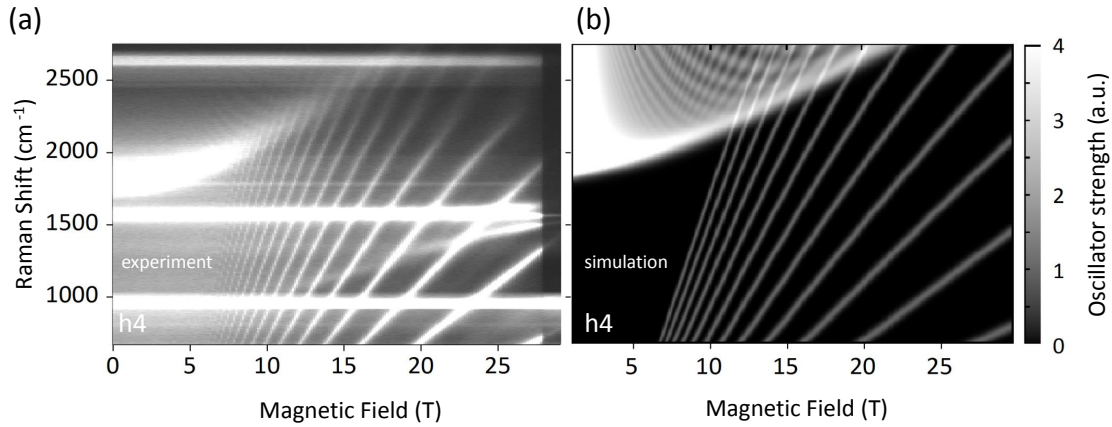 (a)
(b)
2500
2000
1500
1000
Raman Shift (cm⁻¹)
experiment
h4
0
5
10
15
20
25
Magnetic Field (T)
simulation
h4
5
10
15
20
25
Magnetic Field (T)
4
3
2
1
0
Oscillator strength (a.u.)